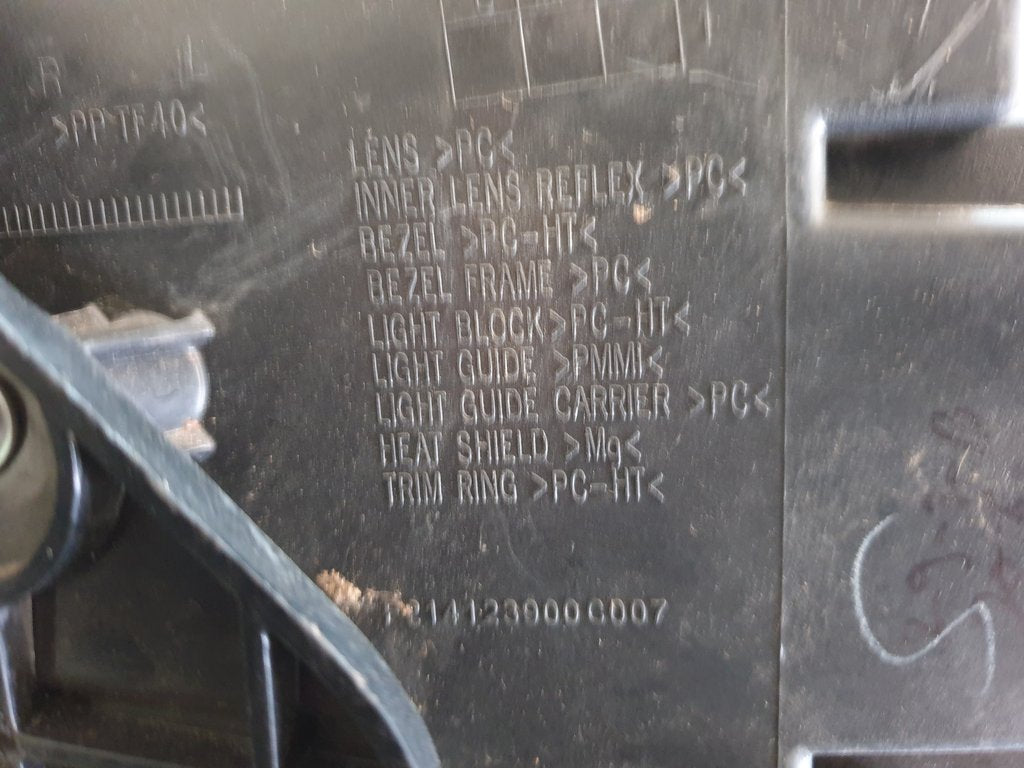 R L
>PP-TF40<
LENS >PC<
INNER LENS REFLEX >PC<
BEZEL >PC-HT<
BEZEL FRAME >PC<
LIGHT BLOCK >PC-HT<
LIGHT GUIDE >PMMI<
LIGHT GUIDE CARRIER >PC<
HEAT SHIELD >Mg<
TRIM RING >PC-HT<